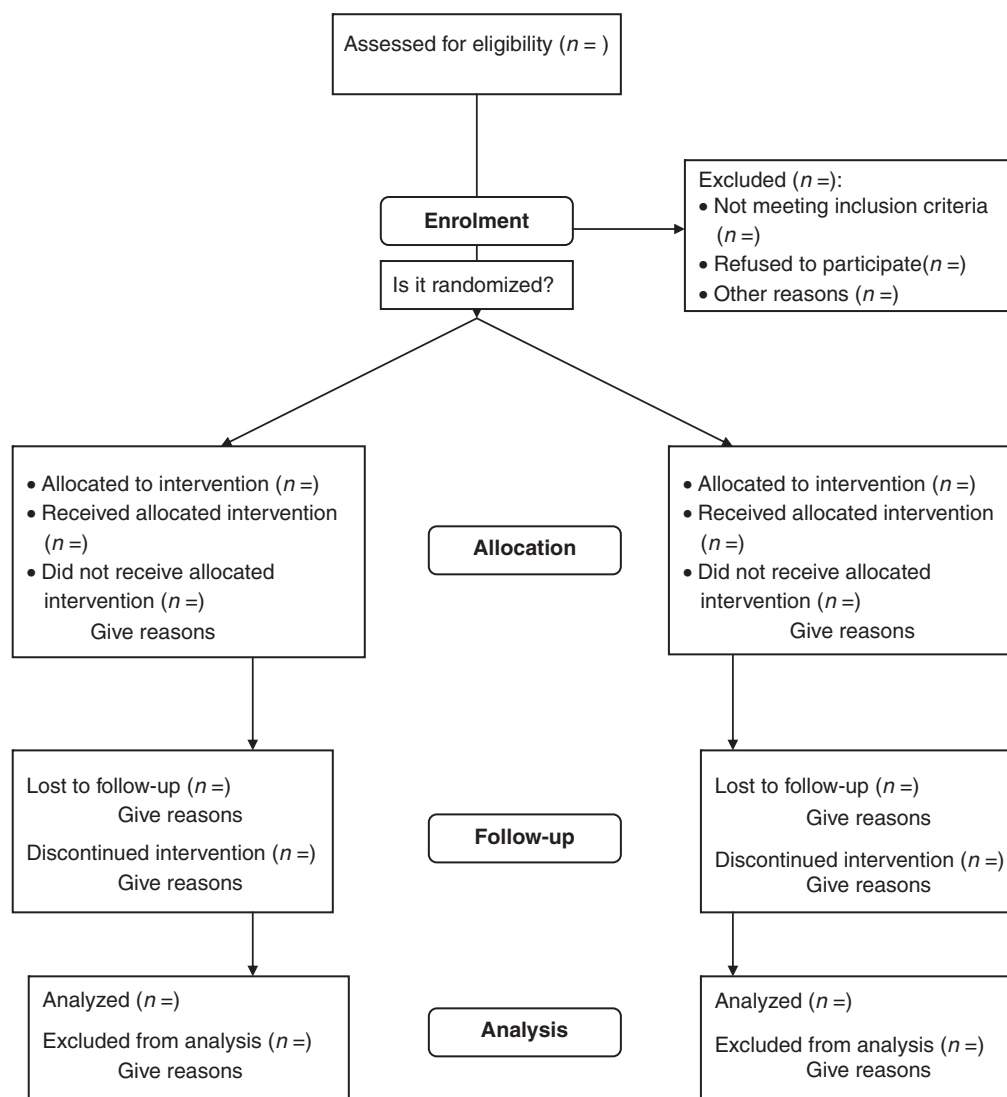 Assessed for eligibility (n = )
Enrolment
Excluded (n =):
• Not meeting inclusion criteria
(n =)
• Refused to participate(n =)
• Other reasons (n =)
Is it randomized?
• Allocated to intervention (n =)
• Received allocated intervention
(n =)
• Did not receive allocated
intervention (n =)
Give reasons
Allocation
• Allocated to intervention (n =)
• Received allocated intervention
(n =)
• Did not receive allocated
intervention (n =)
Give reasons
Lost to follow-up (n =)
Give reasons
Discontinued intervention (n =)
Give reasons
Follow-up
Lost to follow-up (n =)
Give reasons
Discontinued intervention (n =)
Give reasons
Analyzed (n =)
Excluded from analysis (n =)
Give reasons
Analysis
Analyzed (n =)
Excluded from analysis (n =)
Give reasons